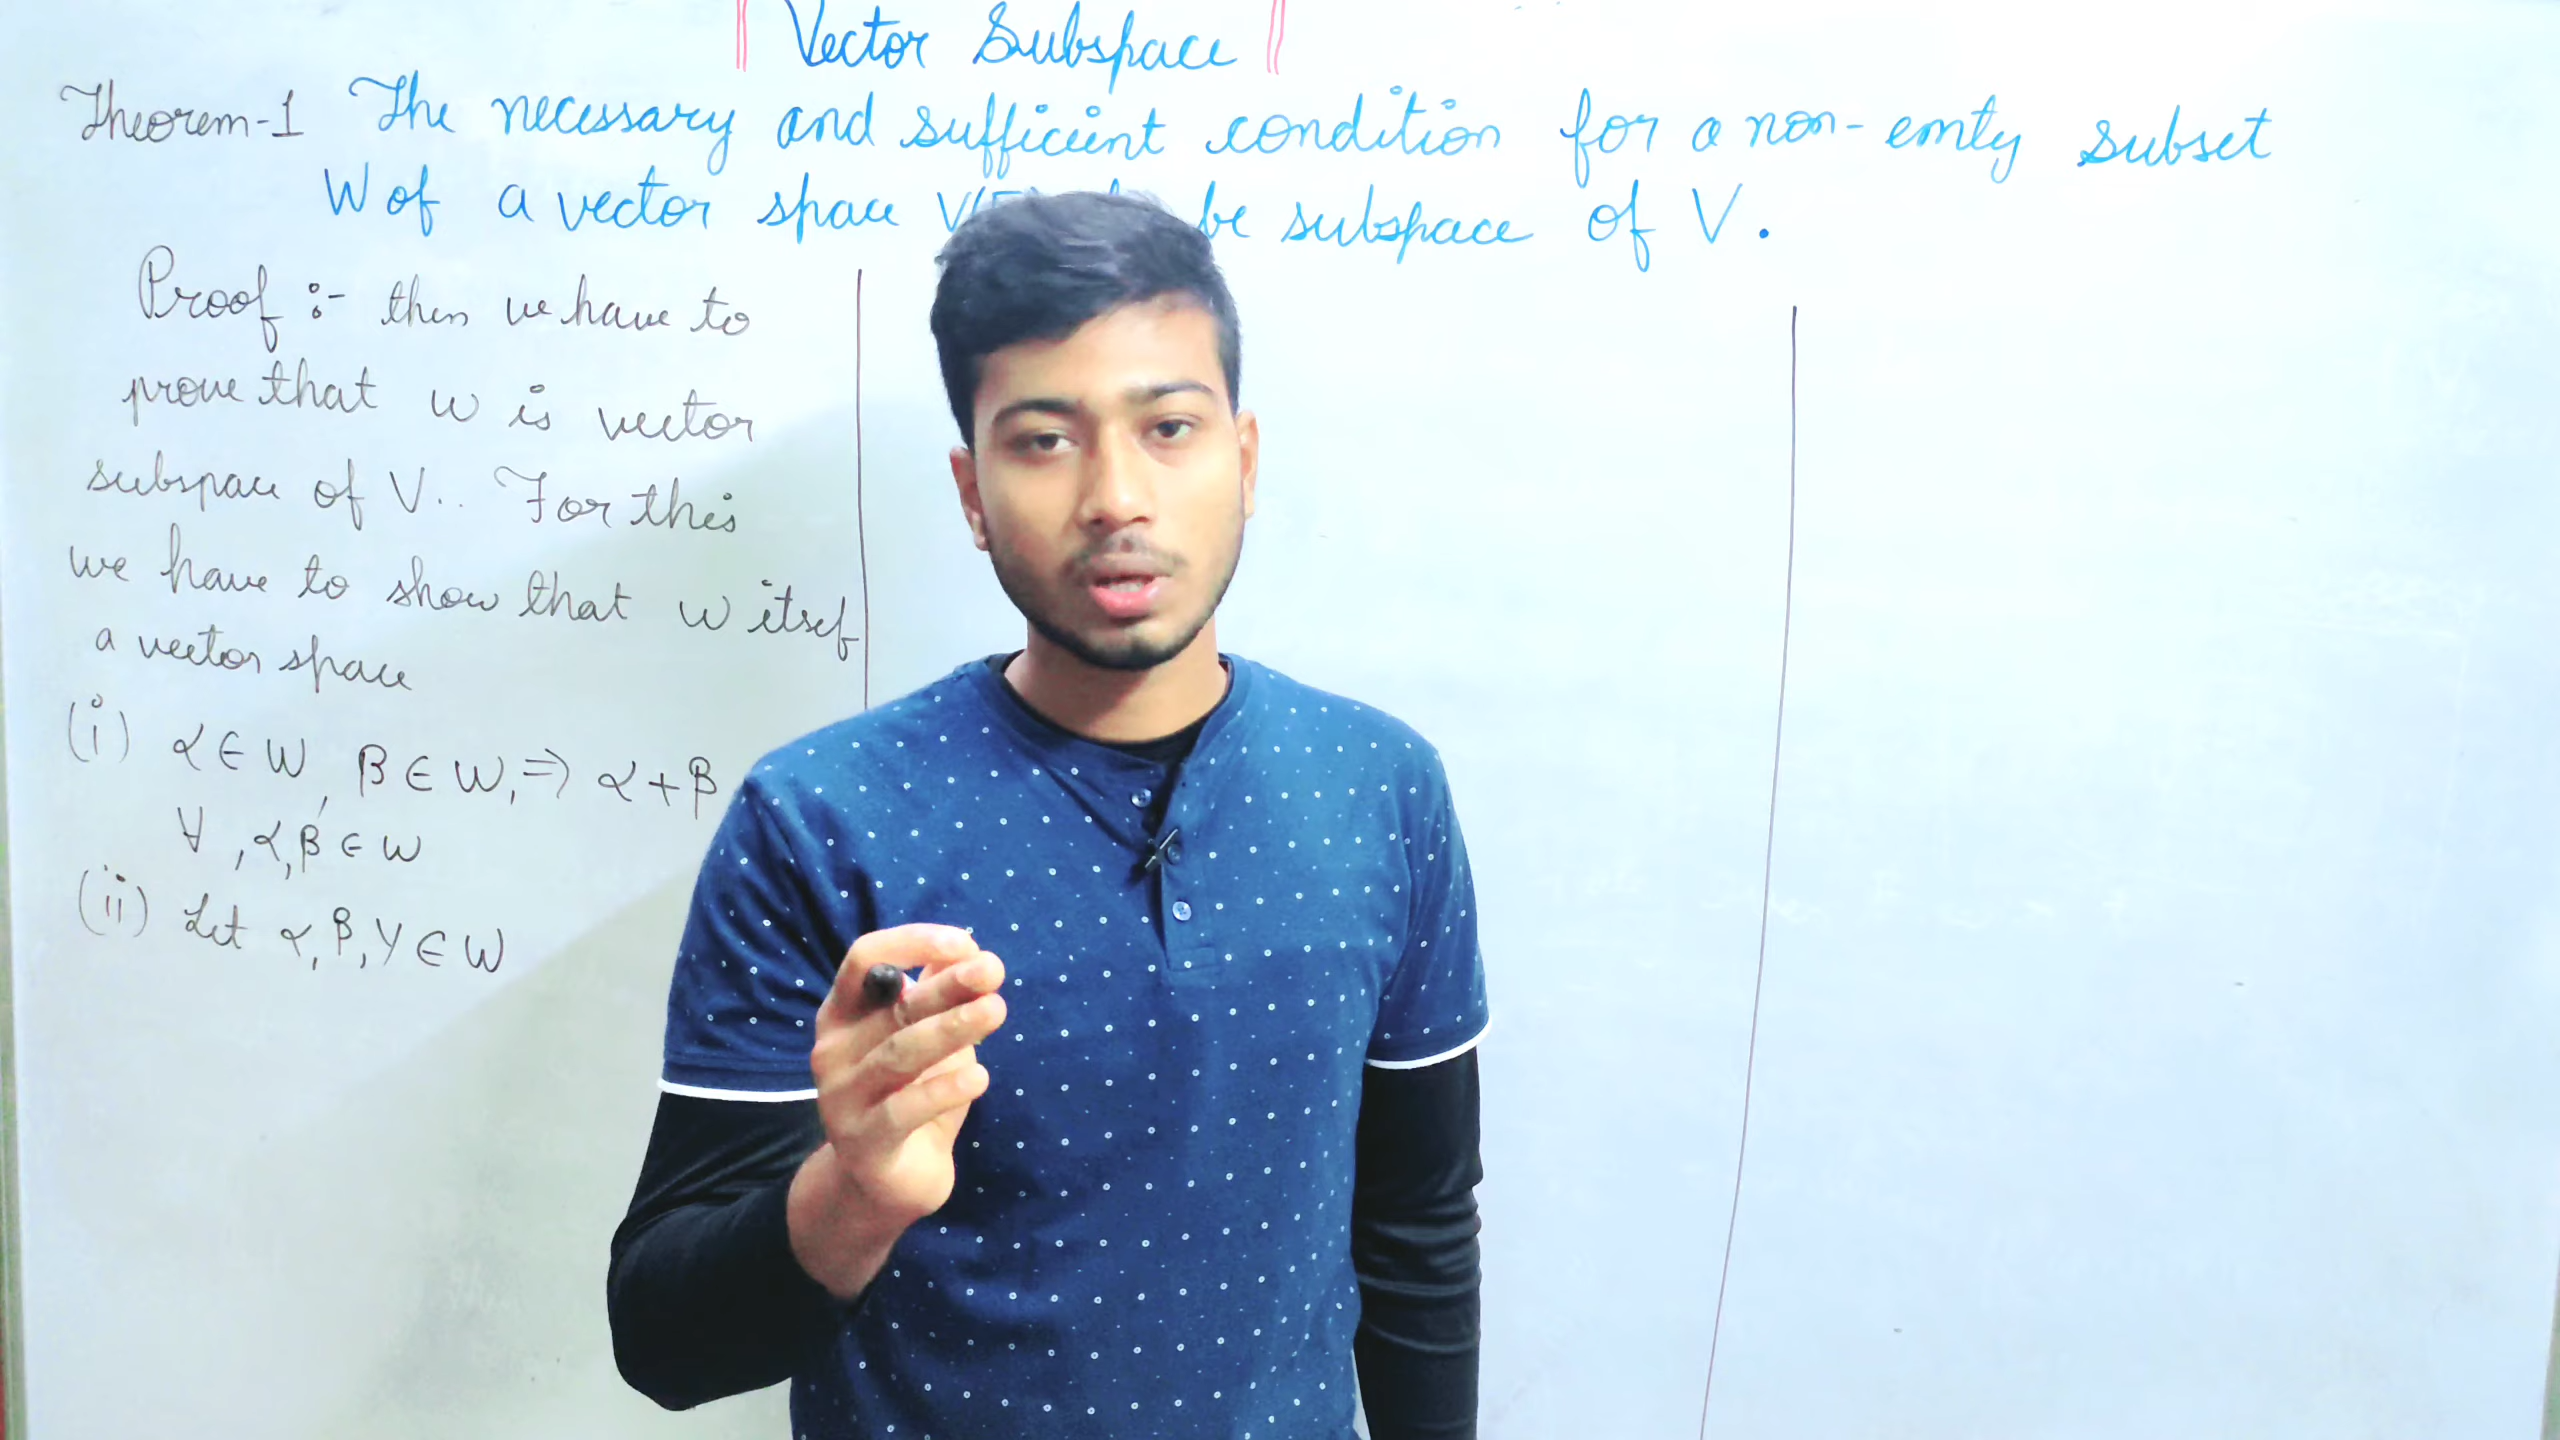 Vector Subspace
Theorem-1 The necessary and sufficient condition for a non-emty subset
W of a vector space V(F) be subspace of V.
Proof :- then we have to
prove that w is vector
subspace of V.. For this
we have to show that w itself
a vector space
(i) α ∈ W, β ∈ W, ⇒ α + β
∀, α, β ∈ w
(ii) Let α, β, γ ∈ W